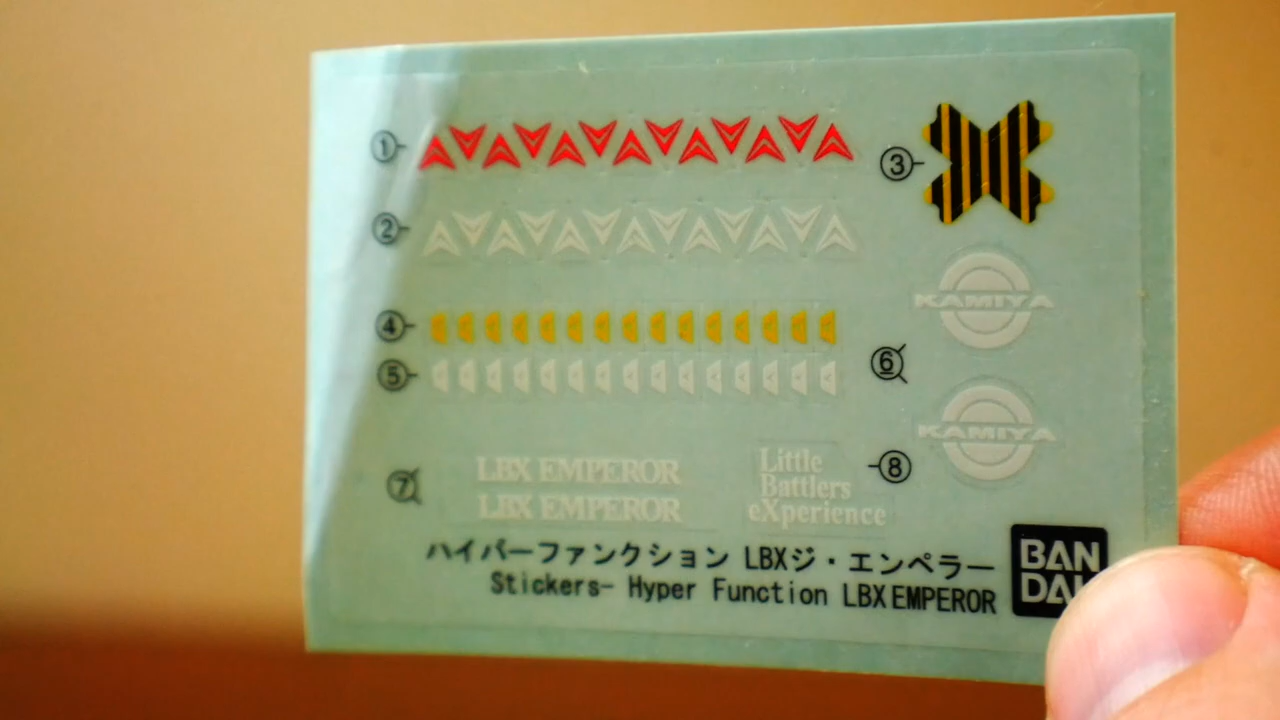 ①
②
③
④
⑤
KAMIYA
⑥
KAMIYA
⑦
LBX EMPEROR
LBX EMPEROR
Little
Battlers
eXperience
⑧
ハイパーファンクション LBXジ・エンペラー
Stickers- Hyper Function LBX EMPEROR
BAN
DAI